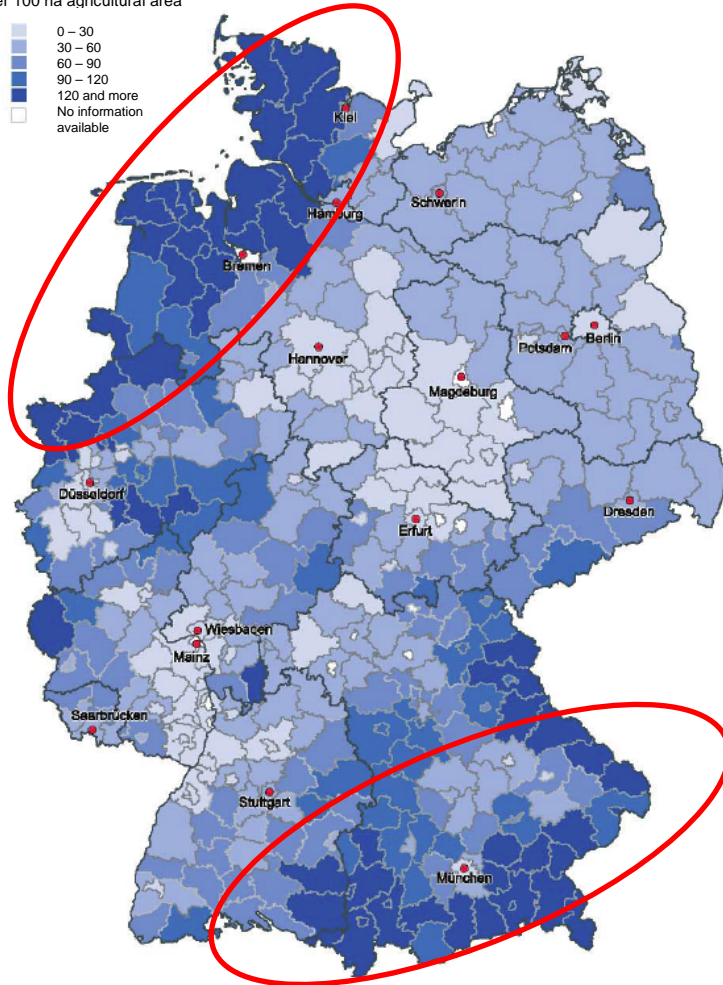 er 100 ha agricultural area
0 – 30
30 – 60
60 – 90
90 – 120
120 and more
No information
available
Kiel
Hamburg
Schwerin
Bremen
Berlin
Potsdam
Hannover
Magdeburg
Düsseldorf
Dresden
Erfurt
Wiesbaden
Mainz
Saarbrücken
Stuttgart
München